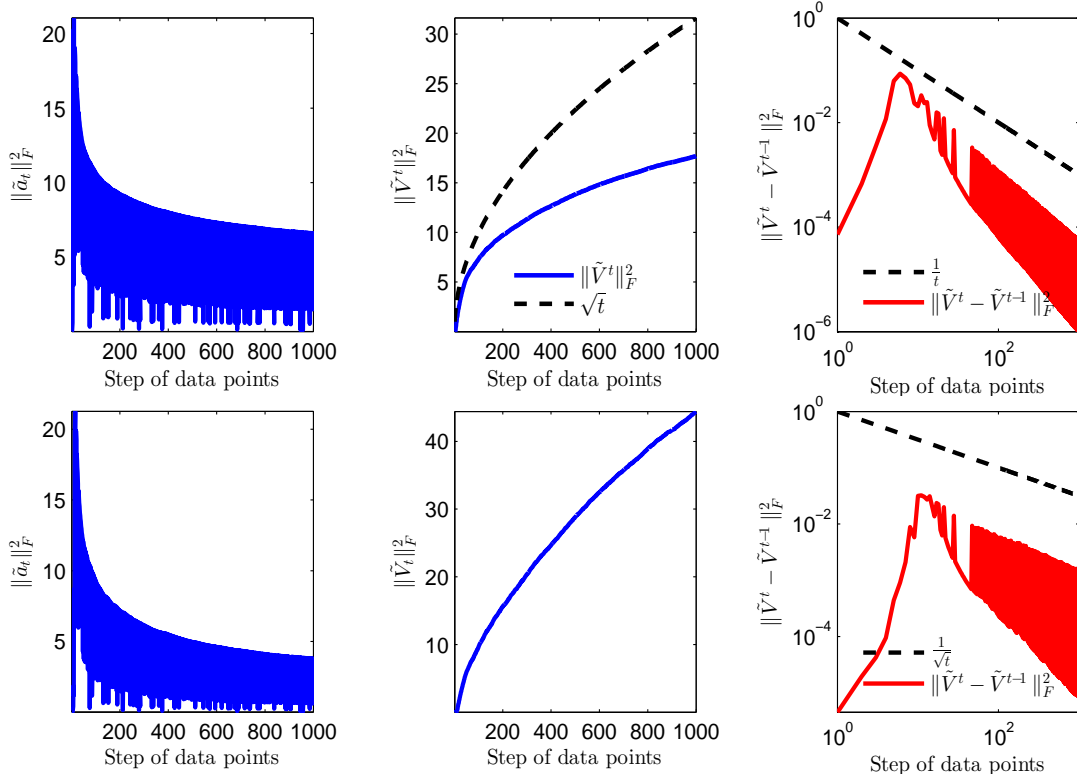 20
15
10
5
200 400 600 800 1000
Step of data points
‖ã_t‖²_F
30
25
20
15
10
5
200 400 600 800 1000
Step of data points
‖Ṽ^t‖²_F
‖Ṽ^t‖²_F
√t
10^0
10^−2
10^−4
10^−6
10^0 10^2
Step of data points
‖Ṽ^t − Ṽ^{t−1}‖²_F
1/t
‖Ṽ^t − Ṽ^{t−1}‖²_F
20
15
10
5
200 400 600 800 1000
Step of data points
‖ã_t‖²_F
40
30
20
10
200 400 600 800 1000
Step of data points
‖Ṽ_t‖²_F
10^0
10^−2
10^−4
10^0 10^2
Step of data points
‖Ṽ^t − Ṽ^{t−1}‖²_F
1/√t
‖Ṽ^t − Ṽ^{t−1}‖²_F